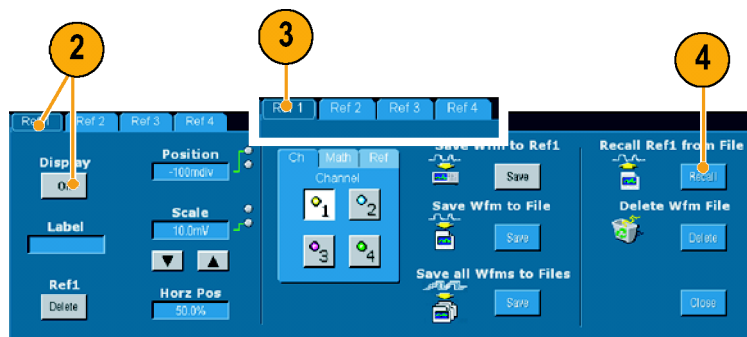 2
3
4
Ref 1 Ref 2 Ref 3 Ref 4
Ref 1 Ref 2 Ref 3 Ref 4
Display
Position
-100mdiv
Label
Scale
10.0mV
Ref1
Delete
Horz Pos
50.0%
Ch Math Ref
Channel
1
2
3
4
Save Wfm to Ref1
Save
Save Wfm to File
Save
Save all Wfms to Files
Save
Recall Ref1 from File
Recall
Delete Wfm File
Delete
Close